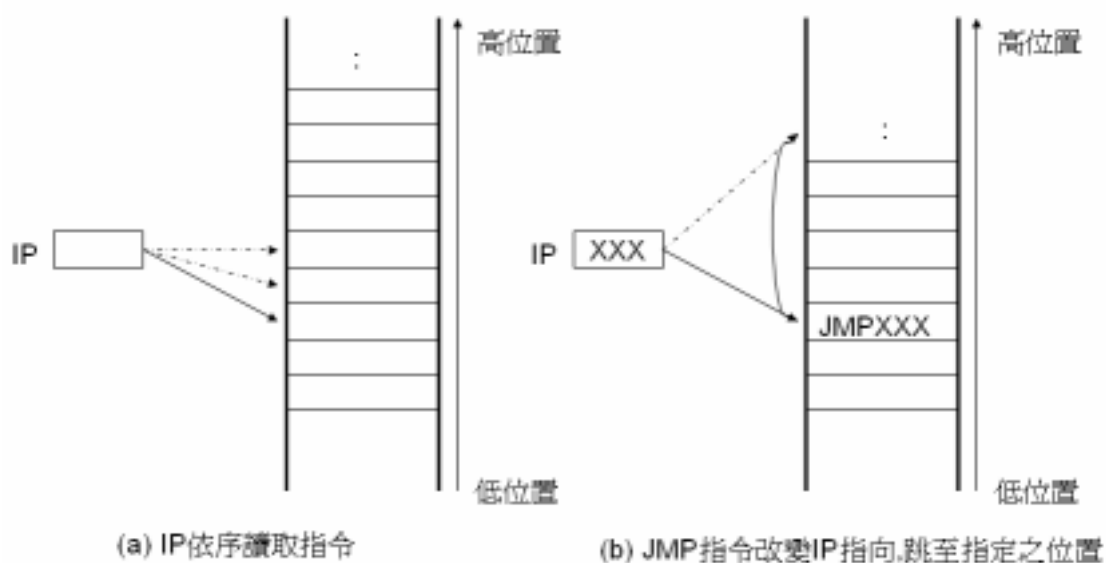 高位置
:
IP
低位置
(a) IP依序讀取指令
高位置
:
IP XXX
JMPXXX
低位置
(b) JMP指令改變IP指向,跳至指定之位置